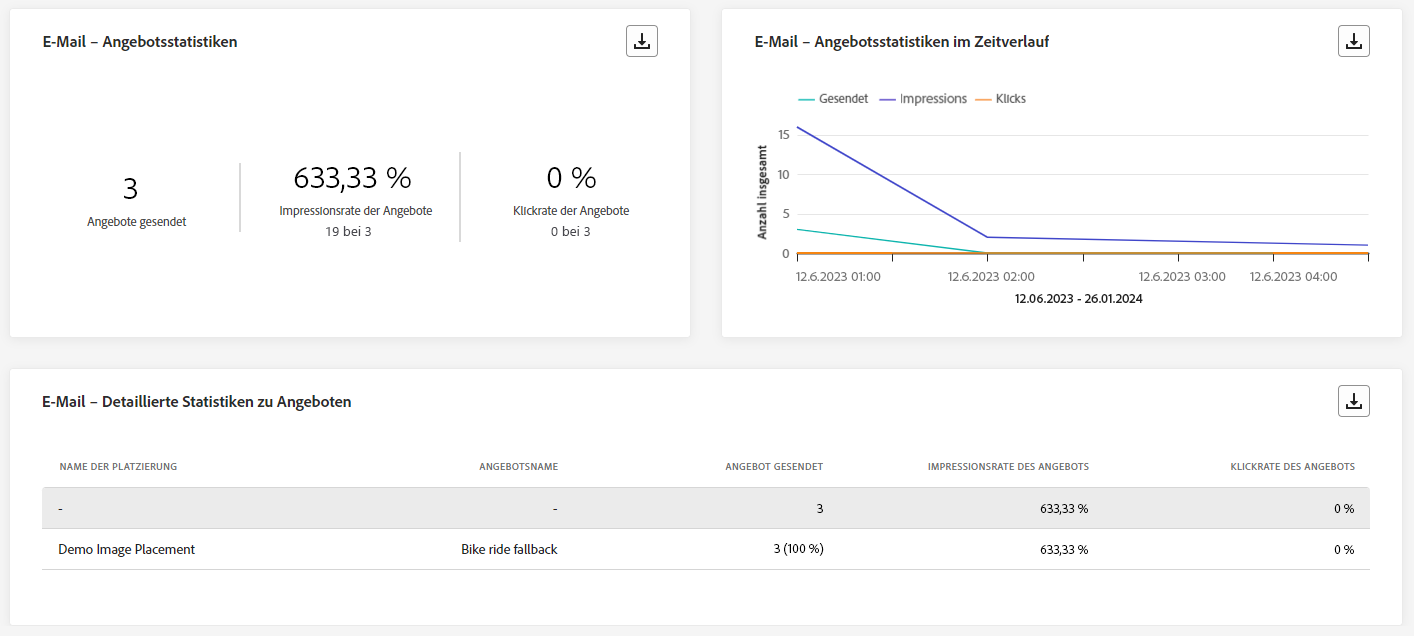 E-Mail – Angebotsstatistiken
3
Angebote gesendet
633,33 %
Impressionsrate der Angebote
19 bei 3
0 %
Klickrate der Angebote
0 bei 3
E-Mail – Angebotsstatistiken im Zeitverlauf
Gesendet Impressions Klicks
Anzahl insgesamt
15
10
5
0
12.6.2023 01:00 12.6.2023 02:00 12.6.2023 03:00 12.6.2023 04:00
12.06.2023 - 26.01.2024
E-Mail – Detaillierte Statistiken zu Angeboten
NAME DER PLATZIERUNG ANGEBOTSNAME ANGEBOT GESENDET IMPRESSIONSRATE DES ANGEBOTS KLICKRATE DES ANGEBOTS
- - 3 633,33 % 0 %
Demo Image Placement Bike ride fallback 3 (100 %) 633,33 % 0 %